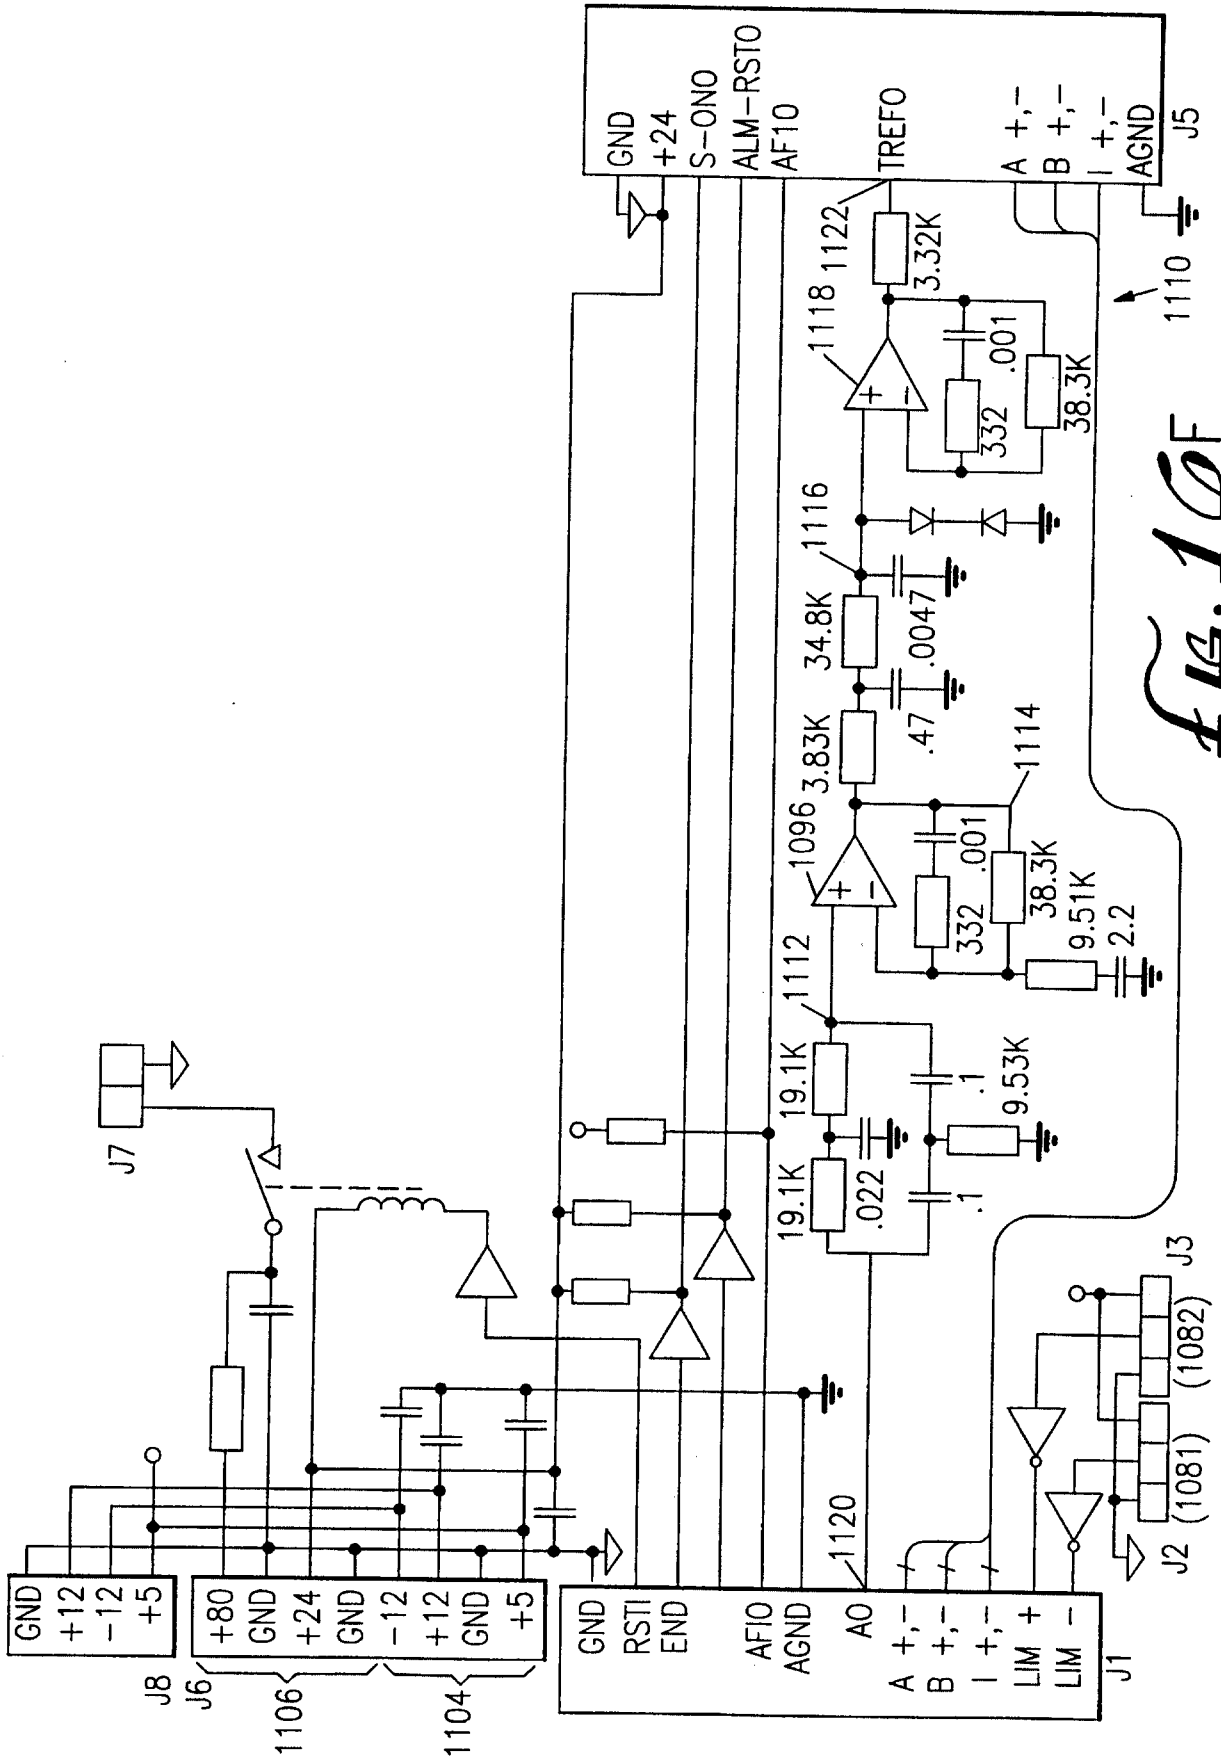 GND
+12
-12
+5
J8
+80
GND
+24
GND
-12
+12
GND
+5
J6
1106
1104
J7
GND
RSTI
END
AFIO
AGND
AO
A +,-
B +,-
I +,-
LIM +
LIM -
J1
1120
J2
(1081)
J3
(1082)
19.1K
19.1K
.022
.1
.1
9.53K
1112
1096
+
-
332
.001
38.3K
9.51K
2.2
1114
3.83K
.47
34.8K
.0047
1116
1118
+
-
332
.001
38.3K
3.32K
1122
GND
+24
S-ONO
ALM-RSTO
AF10
TREFO
A +,-
B +,-
I +,-
AGND
J5
1110
FIG. 16F